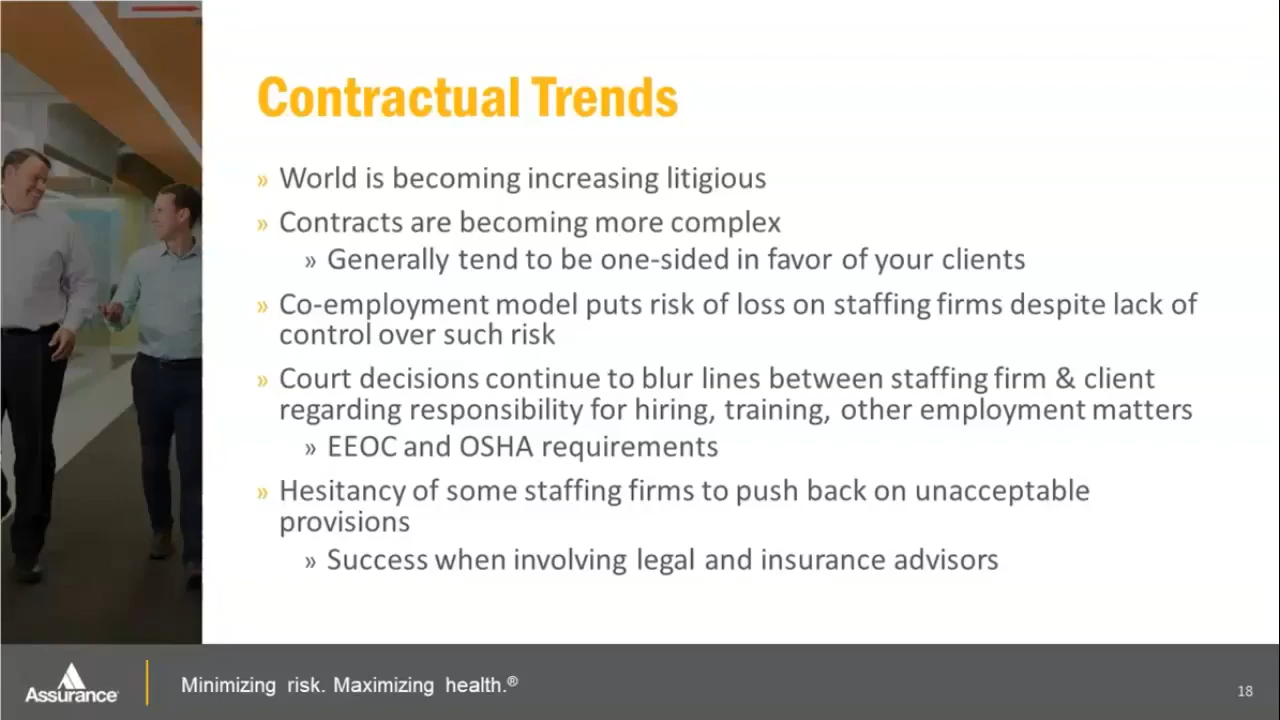 Contractual Trends
» World is becoming increasing litigious
» Contracts are becoming more complex
» Generally tend to be one-sided in favor of your clients
» Co-employment model puts risk of loss on staffing firms despite lack of
control over such risk
» Court decisions continue to blur lines between staffing firm & client
regarding responsibility for hiring, training, other employment matters
» EEOC and OSHA requirements
» Hesitancy of some staffing firms to push back on unacceptable
provisions
» Success when involving legal and insurance advisors
Assurance
Minimizing risk. Maximizing health.®
18